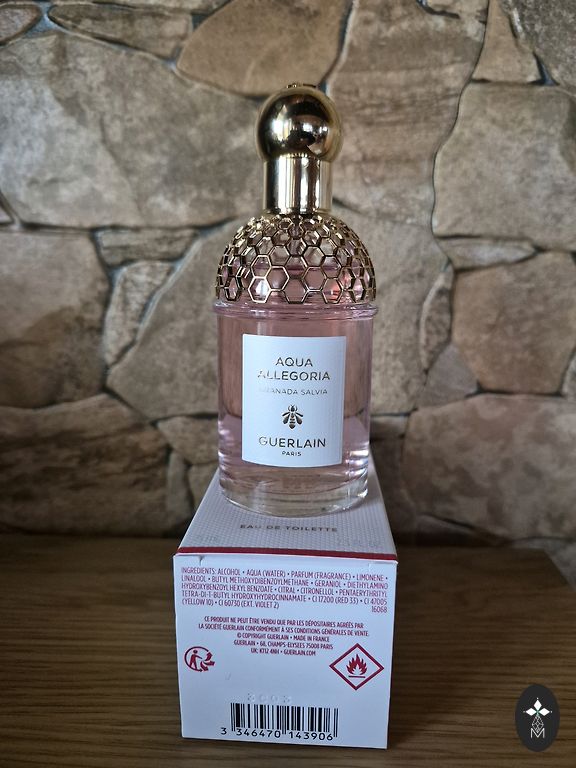 AQUA
ALLEGORIA
GRANADA SALVIA
GUERLAIN
PARIS
EAU DE TOILETTE
INGREDIENTS: ALCOHOL • AQUA (WATER) • PARFUM (FRAGRANCE) • LIMONENE •
LINALOOL • BUTYL METHOXYDIBENZOYLMETHANE • GERANIOL • DIETHYLAMINO
HYDROXYBENZOYL HEXYL BENZOATE • CITRAL • CITRONELLOL • PENTAERYTHRITYL
TETRA-DI-T-BUTYL HYDROXYHYDROCINNAMATE • CI 17200 (RED 33) • CI 47005
(YELLOW 10) • CI 60730 (EXT. VIOLET 2) 16068
CE PRODUIT NE PEUT ÊTRE VENDU QUE PAR LES DÉPOSITAIRES AGRÉÉS PAR
LA SOCIÉTÉ GUERLAIN CONFORMÉMENT À SES CONDITIONS GÉNÉRALES DE VENTE.
© COPYRIGHT GUERLAIN • MADE IN FRANCE
GUERLAIN • 68, CHAMPS-ELYSEES 75008 PARIS
UK: KT12 4NH • GUERLAIN.COM
3 346470 143906
M